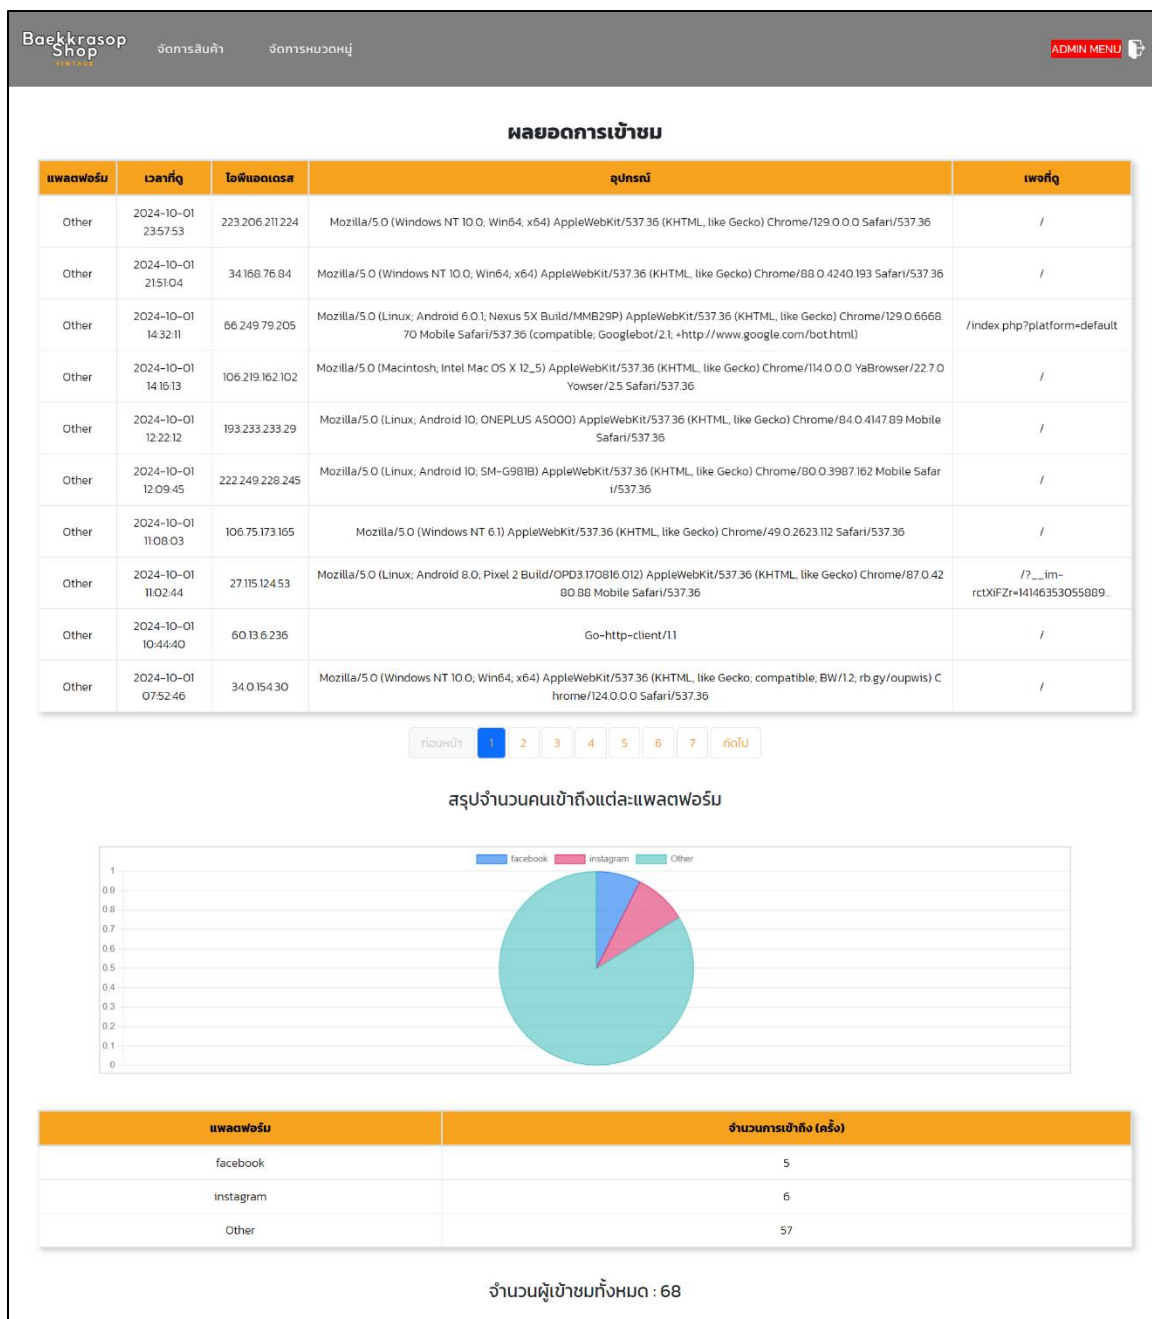 Baekkrasop
Shop
VINTAGE
จัดการสินค้า
จัดการหมวดหมู่
ADMIN MENU
ผลยอดการเข้าชม
แพลตฟอร์ม เวลาที่ดู ไอพีแอดเดรส อุปกรณ์ เพจที่ดู
Other 2024-10-01 23:57:53 223.206.211.224 Mozilla/5.0 (Windows NT 10.0; Win64; x64) AppleWebKit/537.36 (KHTML, like Gecko) Chrome/129.0.0.0 Safari/537.36 /
Other 2024-10-01 21:51:04 34.168.76.84 Mozilla/5.0 (Windows NT 10.0; Win64; x64) AppleWebKit/537.36 (KHTML, like Gecko) Chrome/88.0.4240.193 Safari/537.36 /
Other 2024-10-01 14:32:11 66.249.79.205 Mozilla/5.0 (Linux; Android 6.0.1; Nexus 5X Build/MMB29P) AppleWebKit/537.36 (KHTML, like Gecko) Chrome/129.0.6668.
70 Mobile Safari/537.36 (compatible; Googlebot/2.1; +http://www.google.com/bot.html) /index.php?platform=default
Other 2024-10-01 14:16:13 106.219.162.102 Mozilla/5.0 (Macintosh; Intel Mac OS X 12_5) AppleWebKit/537.36 (KHTML, like Gecko) Chrome/114.0.0.0 YaBrowser/22.7.0
Yowser/2.5 Safari/537.36 /
Other 2024-10-01 12:22:12 193.233.233.29 Mozilla/5.0 (Linux; Android 10; ONEPLUS A5000) AppleWebKit/537.36 (KHTML, like Gecko) Chrome/84.0.4147.89 Mobile
Safari/537.36 /
Other 2024-10-01 12:09:45 222.249.228.245 Mozilla/5.0 (Linux; Android 10; SM-G981B) AppleWebKit/537.36 (KHTML, like Gecko) Chrome/80.0.3987.162 Mobile Safar
i/537.36 /
Other 2024-10-01 11:08:03 106.75.173.165 Mozilla/5.0 (Windows NT 6.1) AppleWebKit/537.36 (KHTML, like Gecko) Chrome/49.0.2623.112 Safari/537.36 /
Other 2024-10-01 11:02:44 27.115.124.53 Mozilla/5.0 (Linux; Android 8.0; Pixel 2 Build/OPD3.170816.012) AppleWebKit/537.36 (KHTML, like Gecko) Chrome/87.0.42
80.88 Mobile Safari/537.36 /?__im-
rctXiFZr=14146353055889...
Other 2024-10-01 10:44:40 60.13.6.236 Go-http-client/1.1 /
Other 2024-10-01 07:52:46 34.0.154.30 Mozilla/5.0 (Windows NT 10.0; Win64; x64) AppleWebKit/537.36 (KHTML, like Gecko; compatible; BW/1.2; rb.gy/oupwis) C
hrome/124.0.0.0 Safari/537.36 /
ก่อนหน้า 1 2 3 4 5 6 7 ถัดไป
สรุปจำนวนคนเข้าถึงแต่ละแพลตฟอร์ม
facebook instagram Other
1
0.9
0.8
0.7
0.6
0.5
0.4
0.3
0.2
0.1
0
แพลตฟอร์ม จำนวนการเข้าถึง (ครั้ง)
facebook 5
instagram 6
Other 57
จำนวนผู้เข้าชมทั้งหมด : 68